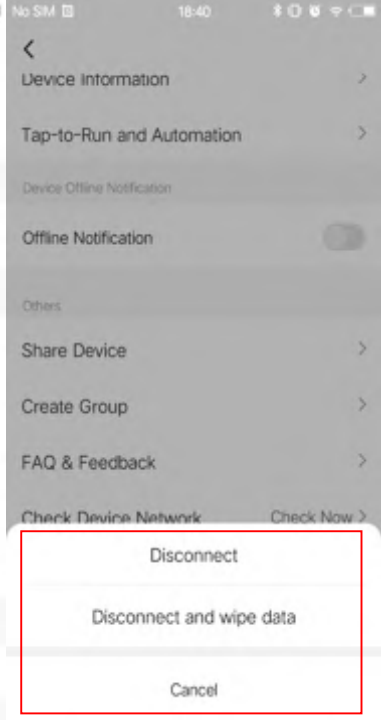 No SIM 18:40
Device Information
Tap-to-Run and Automation
Device Offline Notification
Offline Notification
Others
Share Device
Create Group
FAQ & Feedback
Check Device Network Check Now
Disconnect
Disconnect and wipe data
Cancel